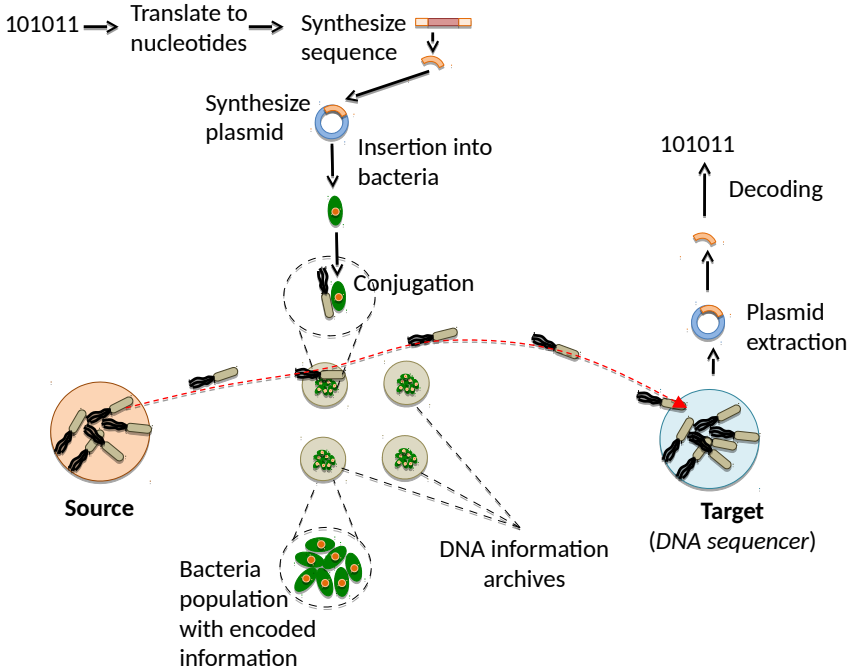 101011
Translate to
nucleotides
Synthesize
sequence
Synthesize
plasmid
Insertion into
bacteria
Conjugation
101011
Decoding
Plasmid
extraction
Source
Target
(DNA sequencer)
DNA information
archives
Bacteria
population
with encoded
information